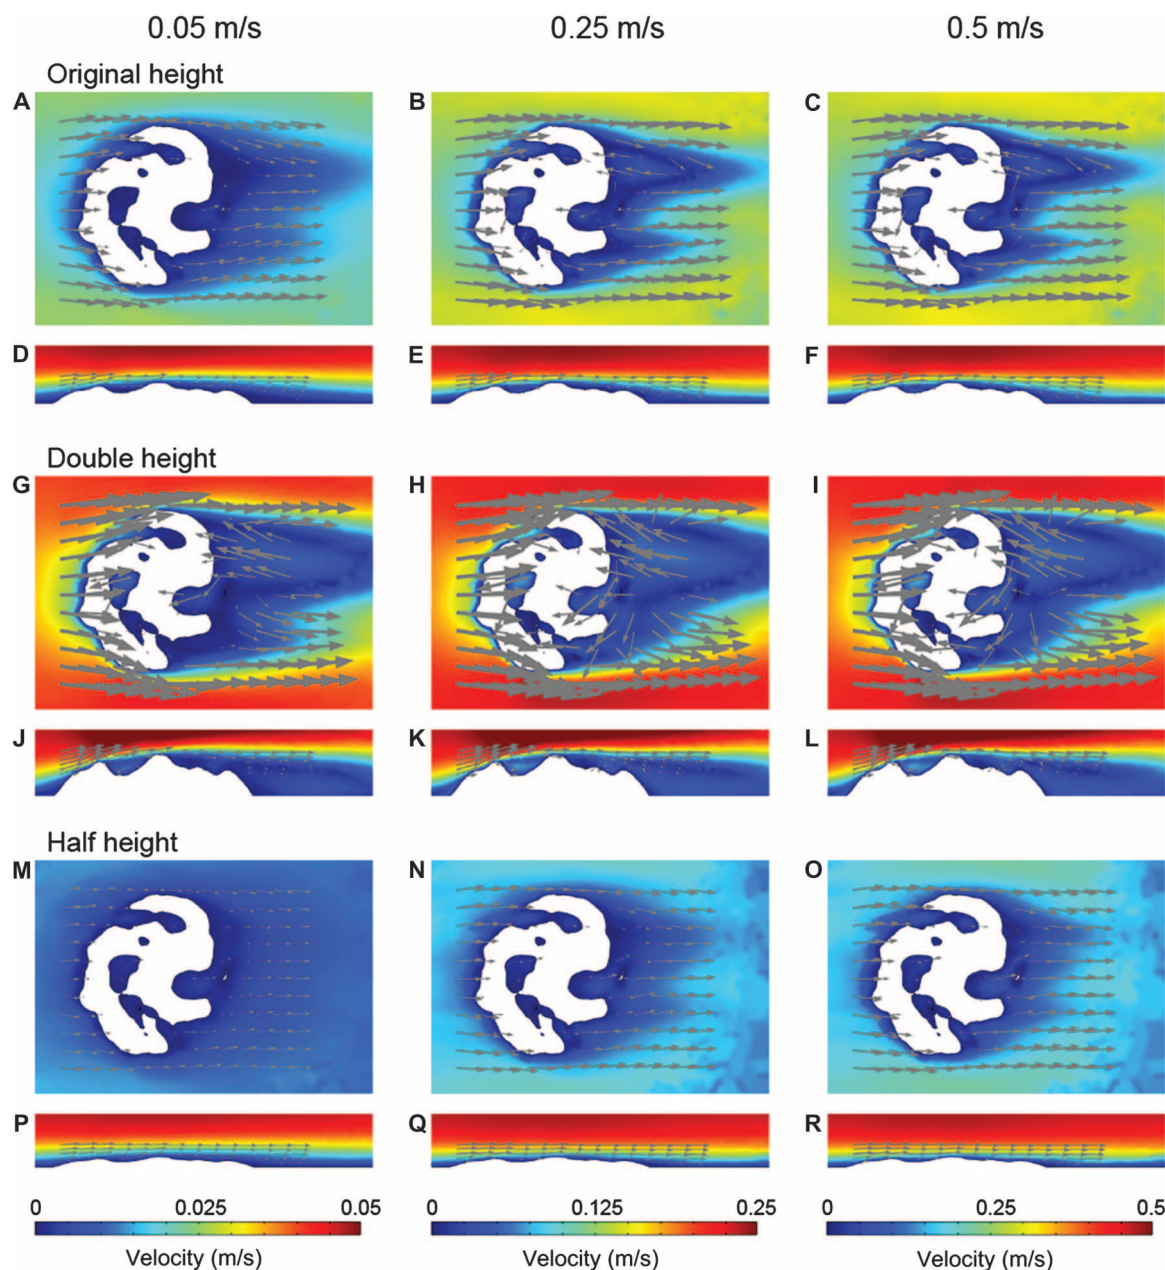 0.05 m/s 0.25 m/s 0.5 m/s
Original height
A B C
D E F
Double height
G H I
J K L
Half height
M N O
P Q R
0 0.025 0.05 0 0.125 0.25 0 0.25 0.5
Velocity (m/s) Velocity (m/s) Velocity (m/s)